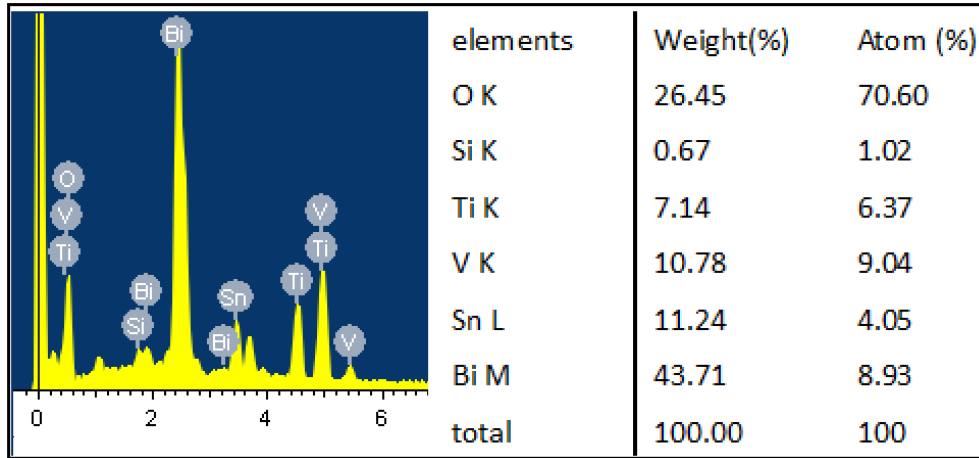 Bi
O
V
Ti
Bi
Si
Sn
Bi
Ti
V
Ti
V
0 2 4 6
elements Weight(%) Atom (%)
O K 26.45 70.60
Si K 0.67 1.02
Ti K 7.14 6.37
V K 10.78 9.04
Sn L 11.24 4.05
Bi M 43.71 8.93
total 100.00 100